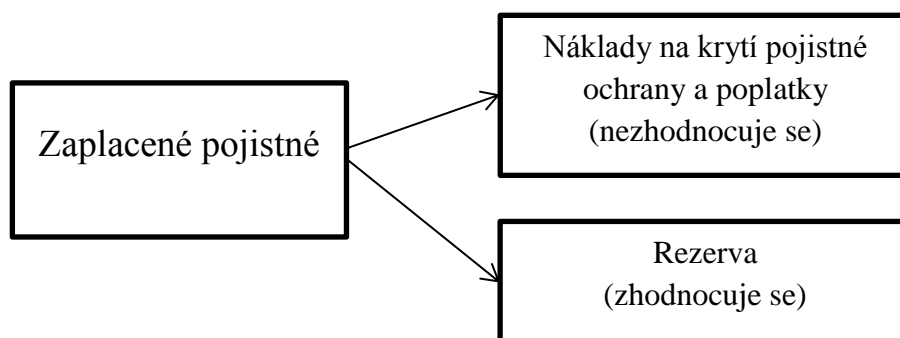 Zaplacené pojistné
Náklady na krytí pojistné
ochrany a poplatky
(nezhodnocuje se)
Rezerva
(zhodnocuje se)